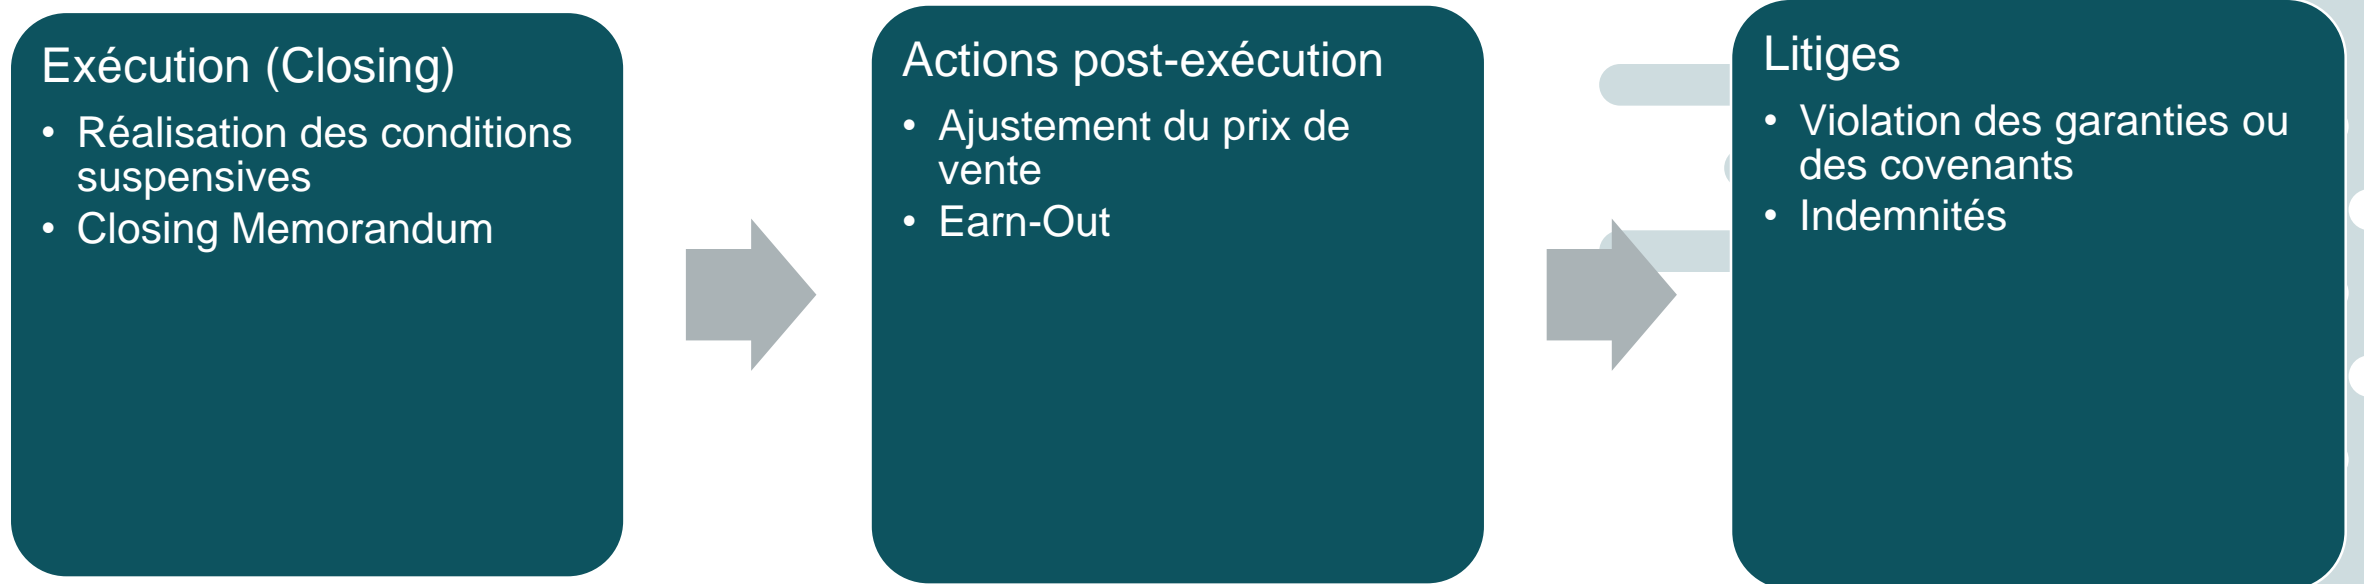 Exécution (Closing)
• Réalisation des conditions
suspensives
• Closing Memorandum
Actions post-exécution
• Ajustement du prix de
vente
• Earn-Out
Litiges
• Violation des garanties ou
des covenants
• Indemnités